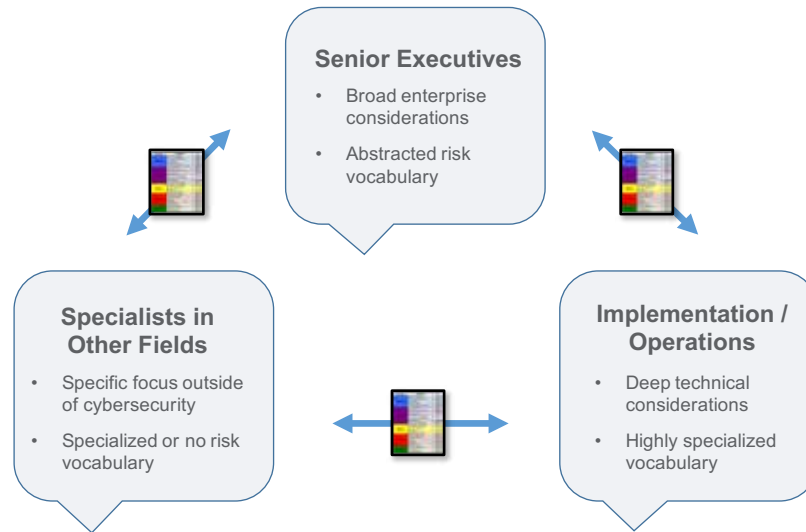 Senior Executives
• Broad enterprise
considerations
• Abstracted risk
vocabulary
Specialists in
Other Fields
• Specific focus outside
of cybersecurity
• Specialized or no risk
vocabulary
Implementation /
Operations
• Deep technical
considerations
• Highly specialized
vocabulary